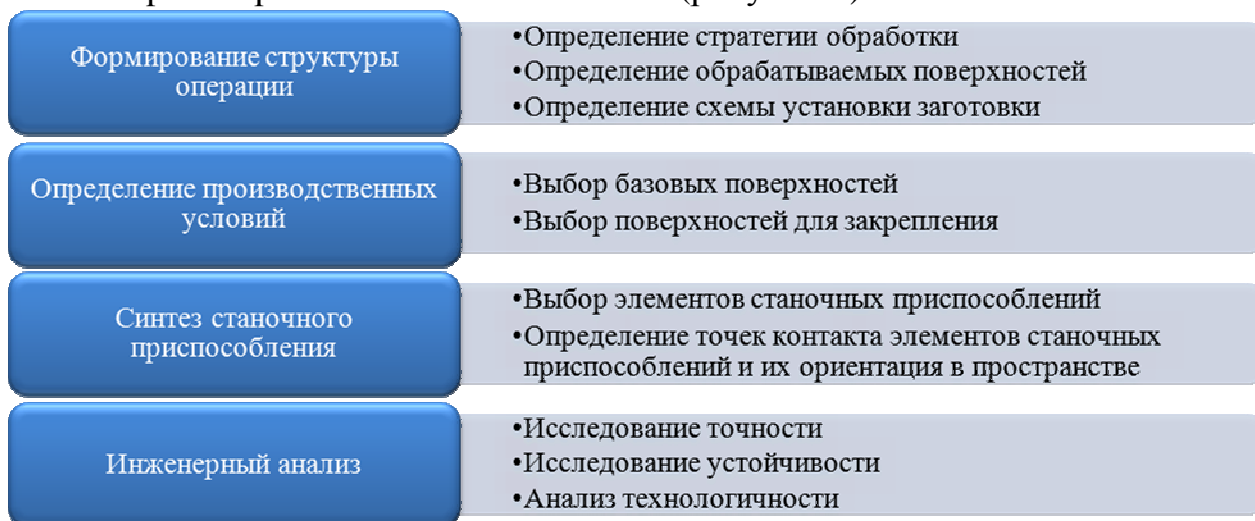 Формирование структуры
операции
•Определение стратегии обработки
•Определение обрабатываемых поверхностей
•Определение схемы установки заготовки
Определение производственных
условий
•Выбор базовых поверхностей
•Выбор поверхностей для закрепления
Синтез станочного
приспособления
•Выбор элементов станочных приспособлений
•Определение точек контакта элементов станочных
приспособлений и их ориентация в пространстве
Инженерный анализ
•Исследование точности
•Исследование устойчивости
•Анализ технологичности